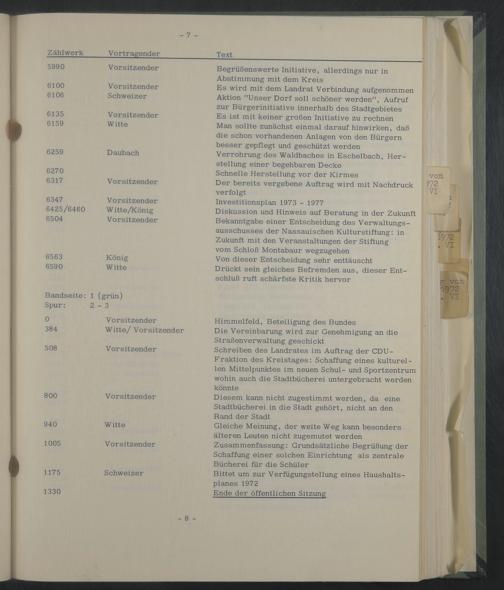 - 7 -
Zählwerk Vortragender Text
5990 Vorsitzender Begrüßenswerte Initiative, allerdings nur in
Abstimmung mit dem Kreis
6100 Vorsitzender Es wird mit dem Landrat Verbindung aufgenommen
6106 Schweizer Aktion "Unser Dorf soll schöner werden", Aufruf
zur Bürgerinitiative innerhalb des Stadtgebietes
6135 Vorsitzender Es ist mit keiner großen Initiative zu rechnen
6159 Witte Man sollte zunächst einmal darauf hinwirken, daß
die schon vorhandenen Anlagen von den Bürgern
besser gepflegt und geschützt werden
6259 Daubach Verrohrung des Waldbaches in Eschelbach, Her-
stellung einer begehbaren Decke
6270 Schnelle Herstellung vor der Kirmes
6317 Vorsitzender Der bereits vergebene Auftrag wird mit Nachdruck
verfolgt
6347 Vorsitzender Investitionsplan 1973 - 1977
6425/6460 Witte/König Diskussion und Hinweis auf Beratung in der Zukunft
6504 Vorsitzender Bekanntgabe einer Entscheidung des Verwaltungs-
ausschusses der Nassauischen Kulturstiftung: in
Zukunft mit den Veranstaltungen der Stiftung
vom Schloß Montabaur wegzugehen
6563 König Von dieser Entscheidung sehr enttäuscht
6590 Witte Drückt sein gleiches Befremden aus, dieser Ent-
schluß ruft schärfste Kritik hervor
Bandseite: 1 (grün)
Spur: 2 - 3
0 Vorsitzender Himmelfeld, Beteiligung des Bundes
384 Witte/ Vorsitzender Die Vereinbarung wird zur Genehmigung an die
Straßenverwaltung geschickt
508 Vorsitzender Schreiben des Landrates im Auftrag der CDU-
Fraktion des Kreistages: Schaffung eines kulturel-
len Mittelpunktes im neuen Schul- und Sportzentrum
wohin auch die Stadtbücherei untergebracht werden
könnte
800 Vorsitzender Diesem kann nicht zugestimmt werden, da eine
Stadtbücherei in die Stadt gehört, nicht an den
Rand der Stadt
940 Witte Gleiche Meinung, der weite Weg kann besonders
älteren Leuten nicht zugemutet werden
1005 Vorsitzender Zusammenfassung: Grundsätzliche Begrüßung der
Schaffung einer solchen Einrichtung als zentrale
Bücherei für die Schüler
1175 Schweizer Bittet um zur Verfügungstellung eines Haushalts-
planes 1972
1330 Ende der öffentlichen Sitzung
- 8 -
von
972
VI
1972
VI
von
1972
VI